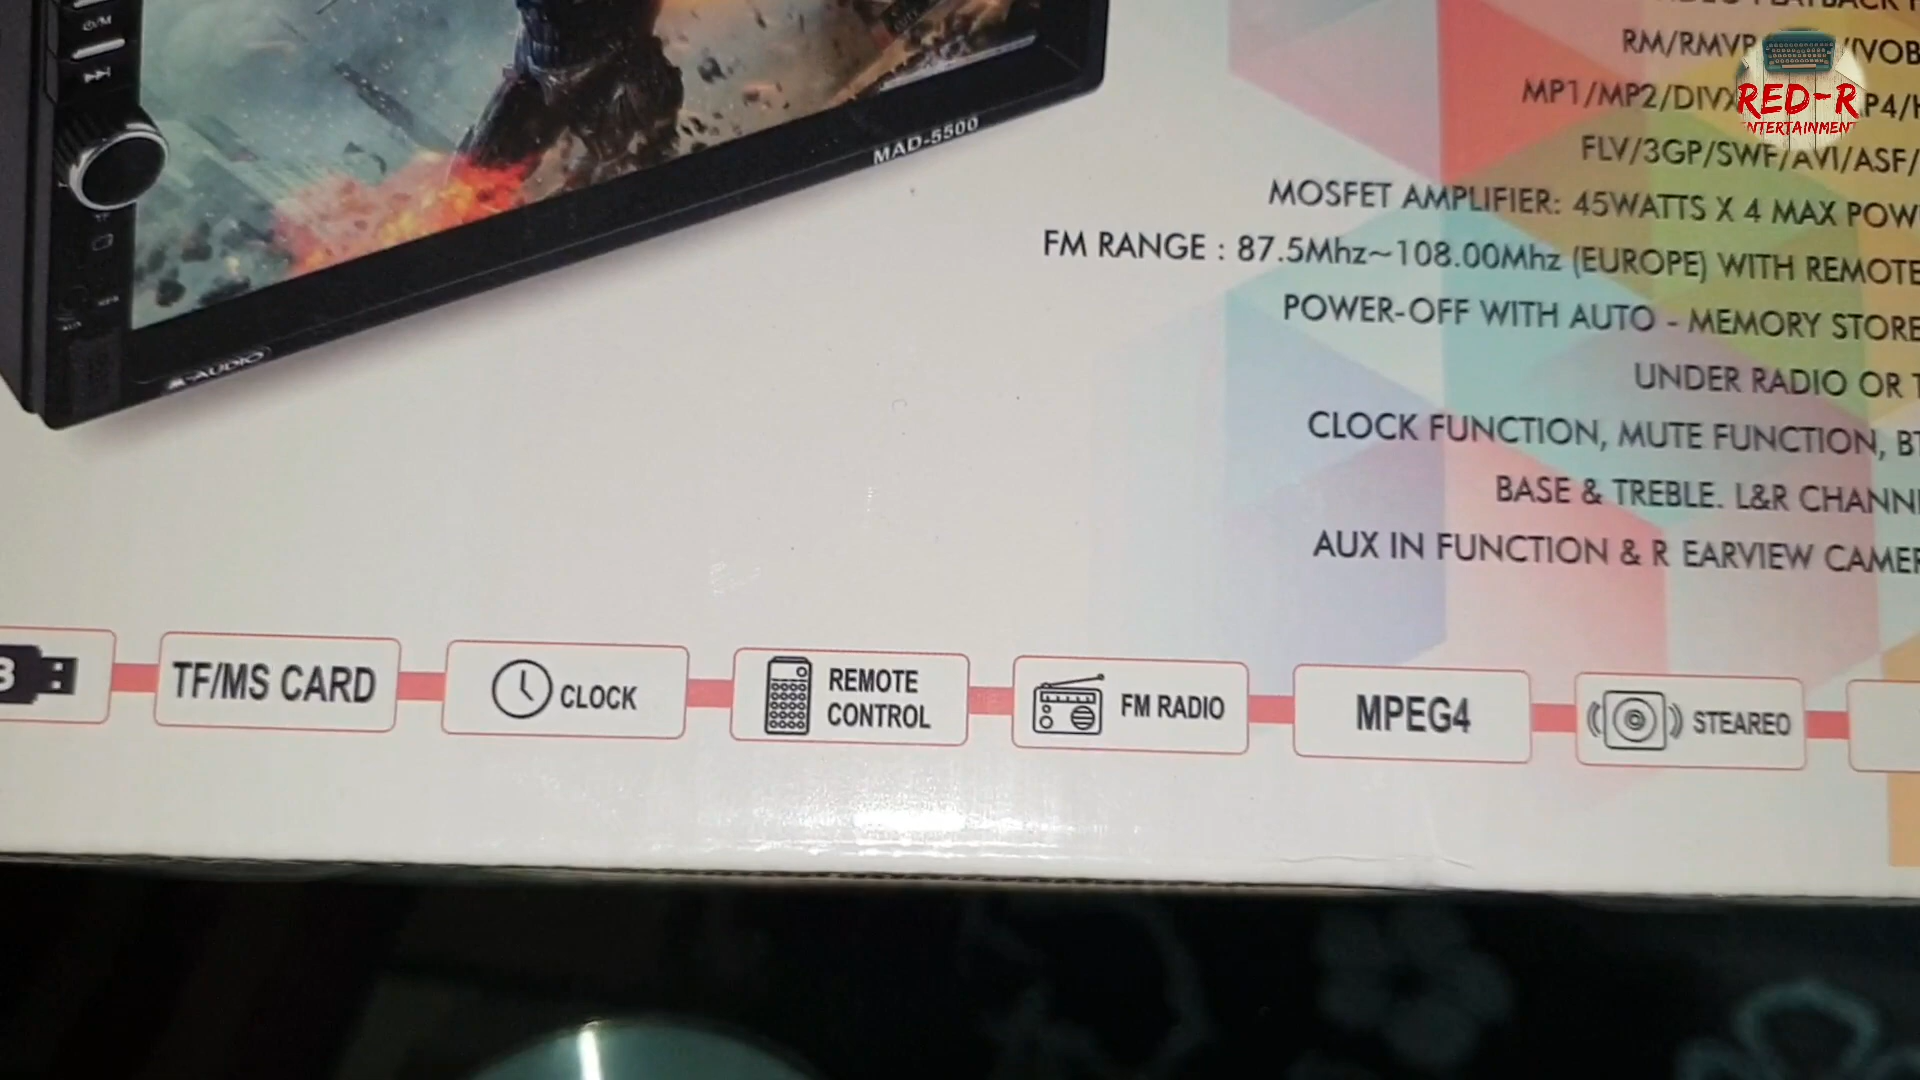 RM/RMVB
/VOB
MP1/MP2/DIVX
P4/H
FLV/3GP/SWF/AVI/ASF/
MOSFET AMPLIFIER: 45WATTS X 4 MAX POW
FM RANGE : 87.5Mhz~108.00Mhz (EUROPE) WITH REMOTE
POWER-OFF WITH AUTO - MEMORY STORE
UNDER RADIO OR T
CLOCK FUNCTION, MUTE FUNCTION, BT
BASE & TREBLE. L&R CHANN
AUX IN FUNCTION & R EARVIEW CAMER
RED-R
ENTERTAINMENT
MAD-5500
M-AUDIO
TF/MS CARD
CLOCK
REMOTE
CONTROL
FM RADIO
MPEG4
STEAREO